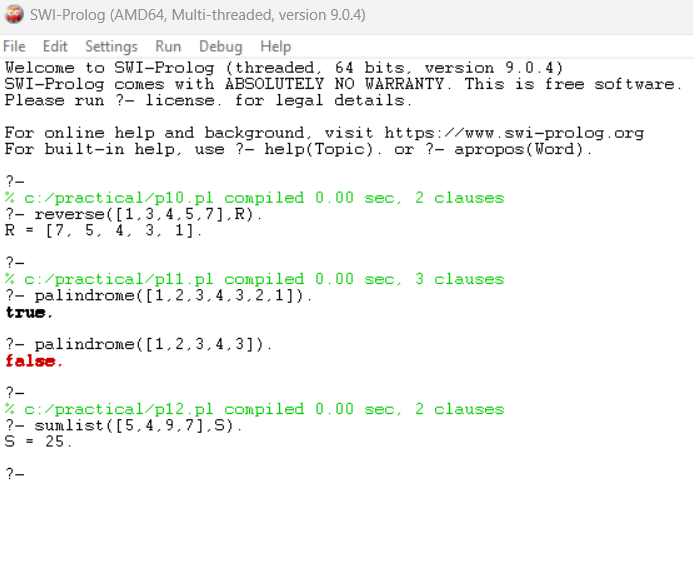 SWI-Prolog (AMD64, Multi-threaded, version 9.0.4)
File Edit Settings Run Debug Help
Welcome to SWI-Prolog (threaded, 64 bits, version 9.0.4)
SWI-Prolog comes with ABSOLUTELY NO WARRANTY. This is free software.
Please run ?- license. for legal details.
For online help and background, visit https://www.swi-prolog.org
For built-in help, use ?- help(Topic). or ?- apropos(Word).
?-
% c:/practical/p10.pl compiled 0.00 sec, 2 clauses
?- reverse([1,3,4,5,7],R).
R = [7, 5, 4, 3, 1].
?-
% c:/practical/p11.pl compiled 0.00 sec, 3 clauses
?- palindrome([1,2,3,4,3,2,1]).
true.
?- palindrome([1,2,3,4,3]).
false.
?-
% c:/practical/p12.pl compiled 0.00 sec, 2 clauses
?- sumlist([5,4,9,7],S).
S = 25.
?-